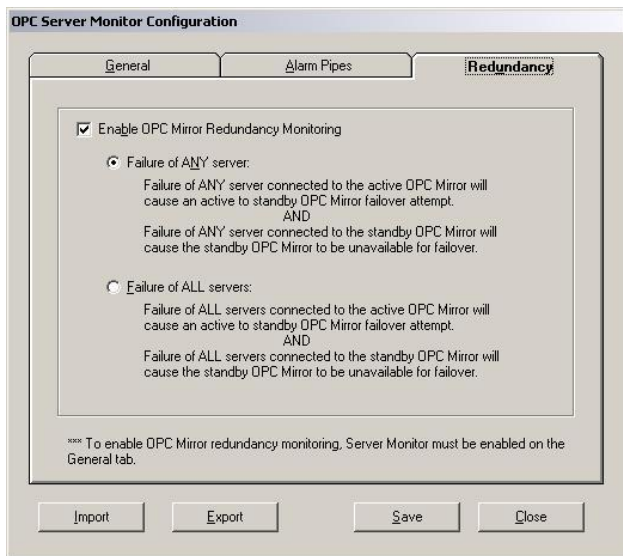 OPC Server Monitor Configuration
General
Alarm Pipes
Redundancy
Enable OPC Mirror Redundancy Monitoring
Failure of ANY server:
Failure of ANY server connected to the active OPC Mirror will
cause an active to standby OPC Mirror failover attempt.
AND
Failure of ANY server connected to the standby OPC Mirror will
cause the standby OPC Mirror to be unavailable for failover.
Failure of ALL servers:
Failure of ALL servers connected to the active OPC Mirror will
cause an active to standby OPC Mirror failover attempt.
AND
Failure of ALL servers connected to the standby OPC Mirror will
cause the standby OPC Mirror to be unavailable for failover.
*** To enable OPC Mirror redundancy monitoring, Server Monitor must be enabled on the
General tab.
Import
Export
Save
Close